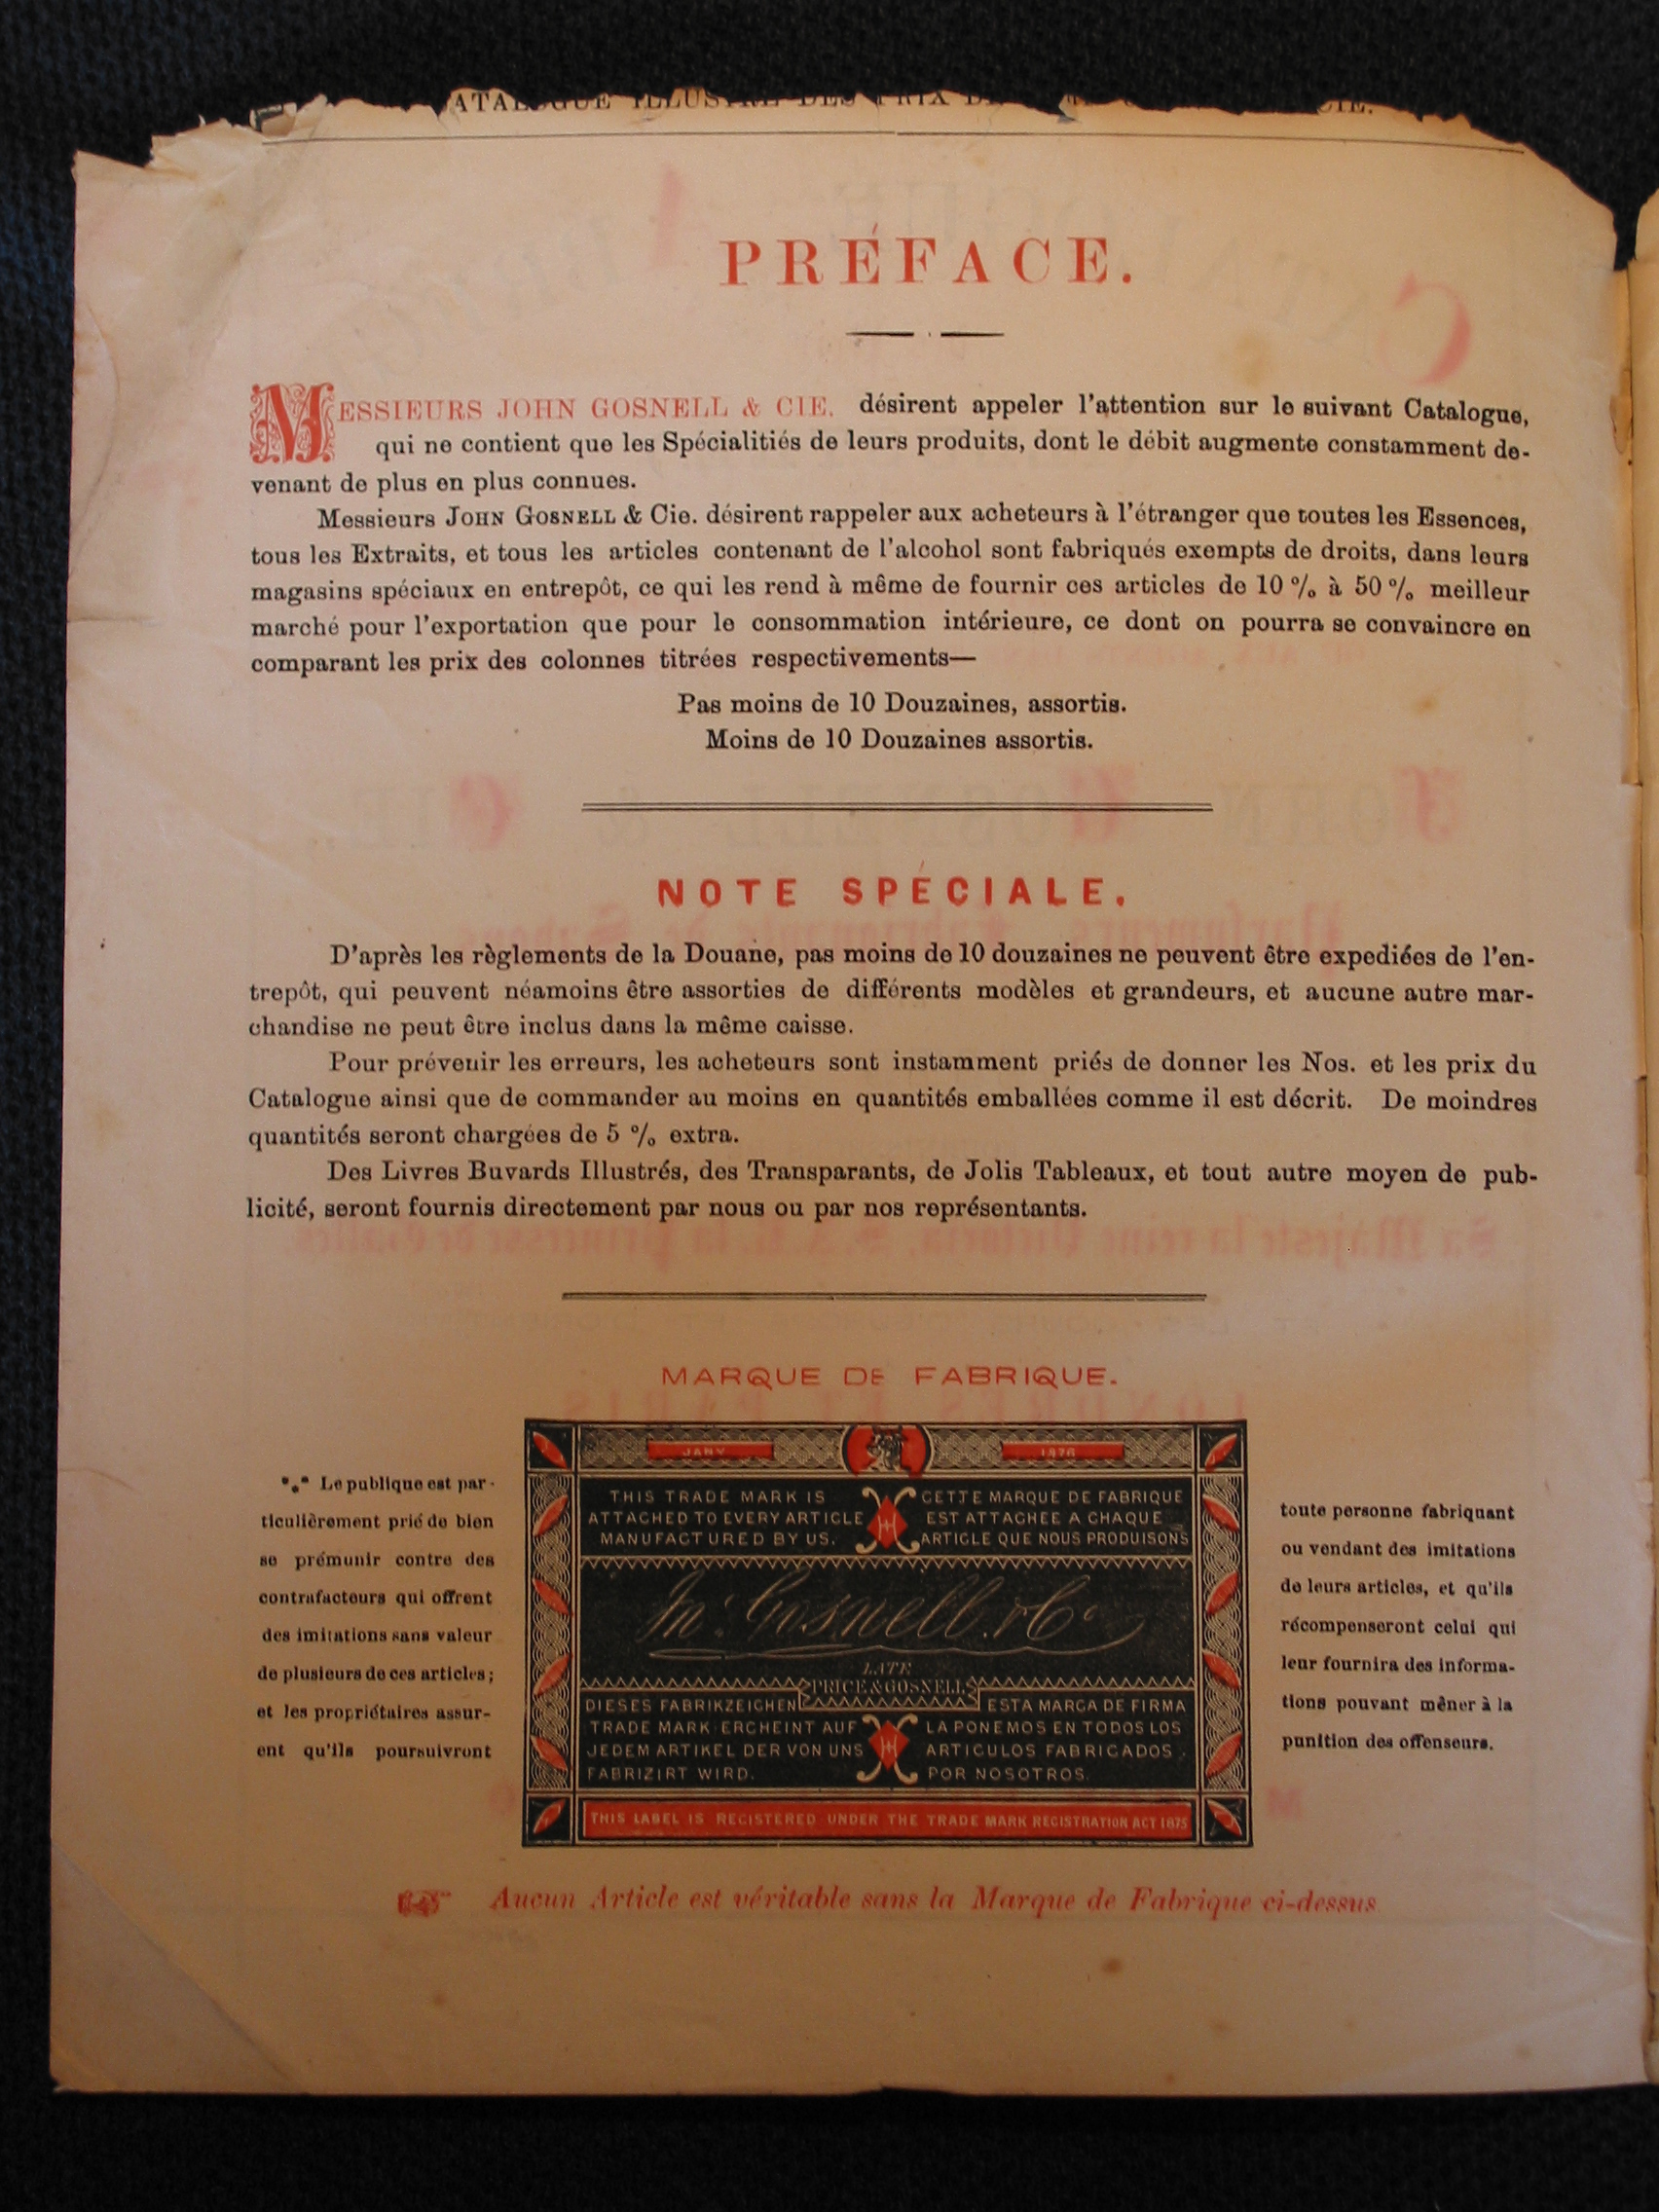 CATALOGUE ILLUSTRE DES PRIX DE CIE.
PRÉFACE.
MESSIEURS JOHN GOSNELL & CIE. désirent appeler l'attention sur le suivant Catalogue,
qui ne contient que les Spécialitiés de leurs produits, dont le débit augmente constamment de-
venant de plus en plus connues.
Messieurs JOHN GOSNELL & Cie. désirent rappeler aux acheteurs à l'étranger que toutes les Essences,
tous les Extraits, et tous les articles contenant de l'alcohol sont fabriqués exempts de droits, dans leurs
magasins spéciaux en entrepôt, ce qui les rend à même de fournir ces articles de 10 % à 50 % meilleur
marché pour l'exportation que pour le consommation intérieure, ce dont on pourra se convaincre en
comparant les prix des colonnes titrées respectivements—
Pas moins de 10 Douzaines, assortis.
Moins de 10 Douzaines assortis.
NOTE SPÉCIALE.
D'après les règlements de la Douane, pas moins de 10 douzaines ne peuvent être expediées de l'en-
trepôt, qui peuvent néamoins être assorties de différents modèles et grandeurs, et aucune autre mar-
chandise ne peut être inclus dans la même caisse.
Pour prévenir les erreurs, les acheteurs sont instamment priés de donner les Nos. et les prix du
Catalogue ainsi que de commander au moins en quantités emballées comme il est décrit. De moindres
quantités seront chargées de 5 % extra.
Des Livres Buvards Illustrés, des Transparants, de Jolis Tableaux, et tout autre moyen de pub-
licité, seront fournis directement par nous ou par nos représentants.
MARQUE DE FABRIQUE.
*** Le publique est par-
ticulièrement prié de bien
se prémunir contre des
contrafacteurs qui offrent
des imitations sans valeur
de plusieurs de ces articles;
et les propriétaires assur-
ent qu'ils poursuivront
JANY 1876
THIS TRADE MARK IS
ATTACHED TO EVERY ARTICLE
MANUFACTURED BY US.
CETTE MARQUE DE FABRIQUE
EST ATTACHEE A CHAQUE
ARTICLE QUE NOUS PRODUISONS
Jno. Gosnell & Co
LATE
PRICE & GOSNELL
DIESES FABRIKZEICHEN
TRADE MARK ERCHEINT AUF
JEDEM ARTIKEL DER VON UNS
FABRIZIRT WIRD.
ESTA MARCA DE FIRMA
LA PONEMOS EN TODOS LOS
ARTICULOS FABRICADOS
POR NOSOTROS.
THIS LABEL IS REGISTERED UNDER THE TRADE MARK REGISTRATION ACT 1875
toute personne fabriquant
ou vendant des imitations
de leurs articles, et qu'ils
récompenseront celui qui
leur fournira des informa-
tions pouvant mêner à la
punition des offenseurs.
Aucun Article est véritable sans la Marque de Fabrique ci-dessus